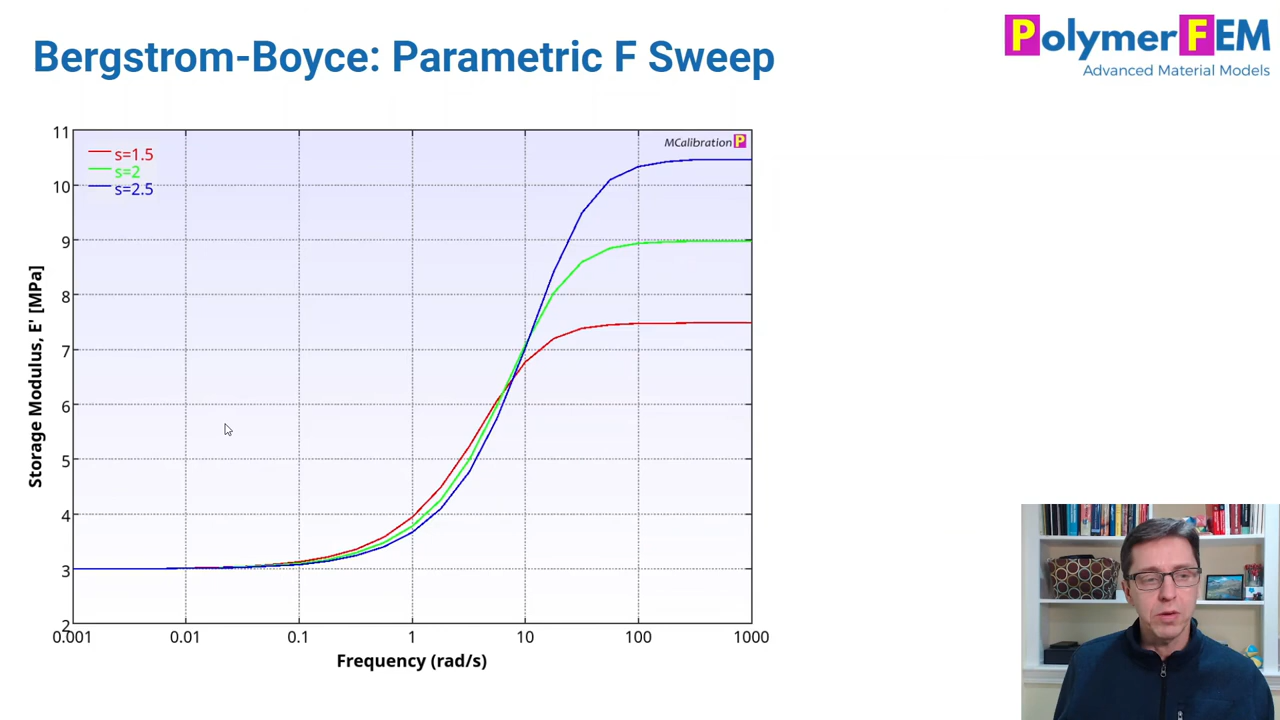 Bergstrom-Boyce: Parametric F Sweep
PolymerFEM
Advanced Material Models
MCalibration P
s=1.5
s=2
s=2.5
11
10
9
8
7
6
5
4
3
2
Storage Modulus, E' [MPa]
0.001 0.01 0.1 1 10 100 1000
Frequency (rad/s)